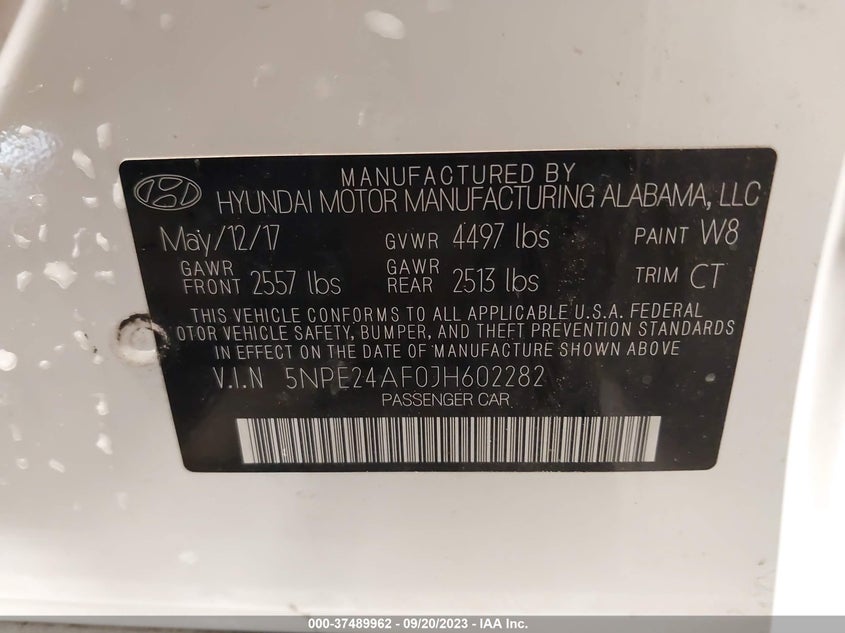 MANUFACTURED BY
HYUNDAI MOTOR MANUFACTURING ALABAMA, LLC
May/12/17 GVWR 4497 lbs PAINT W8
GAWR FRONT 2557 lbs GAWR REAR 2513 lbs TRIM CT
THIS VEHICLE CONFORMS TO ALL APPLICABLE U.S.A. FEDERAL
MOTOR VEHICLE SAFETY, BUMPER, AND THEFT PREVENTION STANDARDS
IN EFFECT ON THE DATE OF MANUFACTURE SHOWN ABOVE
V.I.N 5NPE24AF0JH602282
PASSENGER CAR
000-37489962 - 09/20/2023 - IAA Inc.